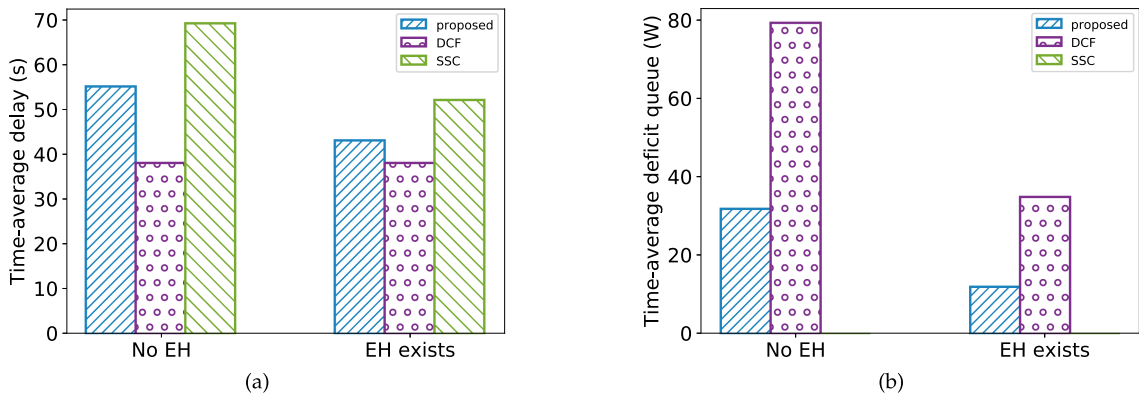 Time-average delay (s)
70
60
50
40
30
20
10
0
proposed
DCF
SSC
No EH
EH exists
(a)
Time-average deficit queue (W)
80
60
40
20
0
proposed
DCF
SSC
No EH
EH exists
(b)